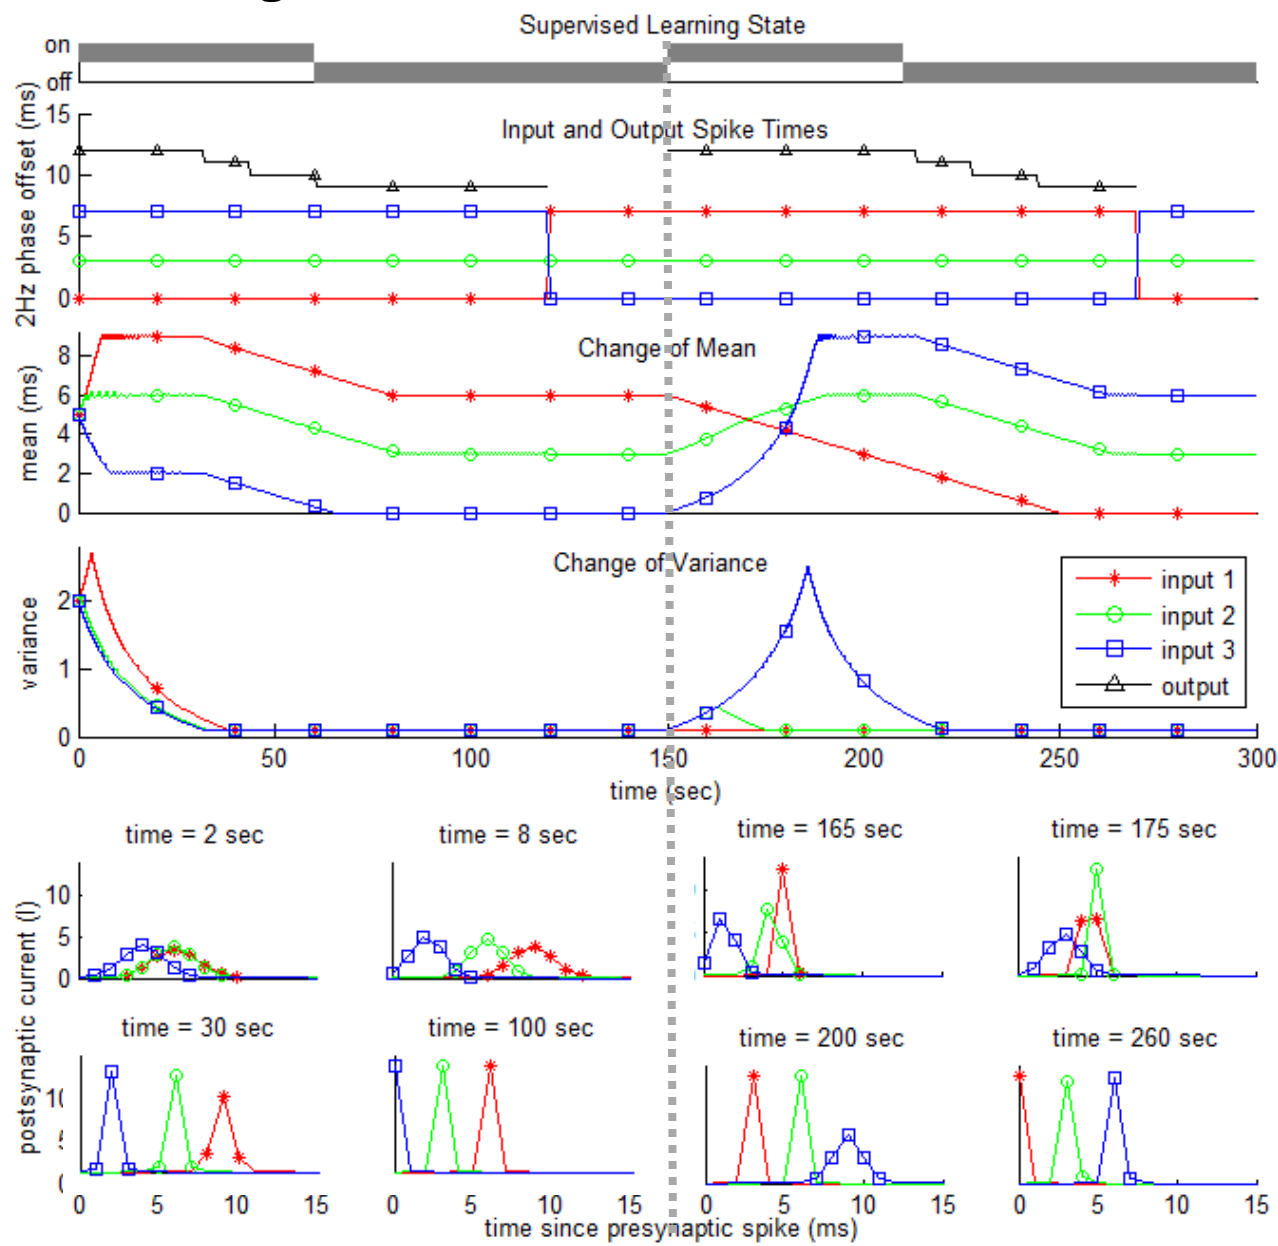 Supervised Learning State
on
off
Input and Output Spike Times
2Hz phase offset (ms)
15
10
5
0
Change of Mean
mean (ms)
8
6
4
2
0
Change of Variance
variance
2
1
0
input 1
input 2
input 3
output
0 50 100 150 200 250 300
time (sec)
time = 2 sec
time = 8 sec
time = 165 sec
time = 175 sec
postsynaptic current (I)
10
5
0
time = 30 sec
time = 100 sec
time = 200 sec
time = 260 sec
0 5 10 15
0 5 10 15
0 5 10 15
0 5 10 15
time since presynaptic spike (ms)